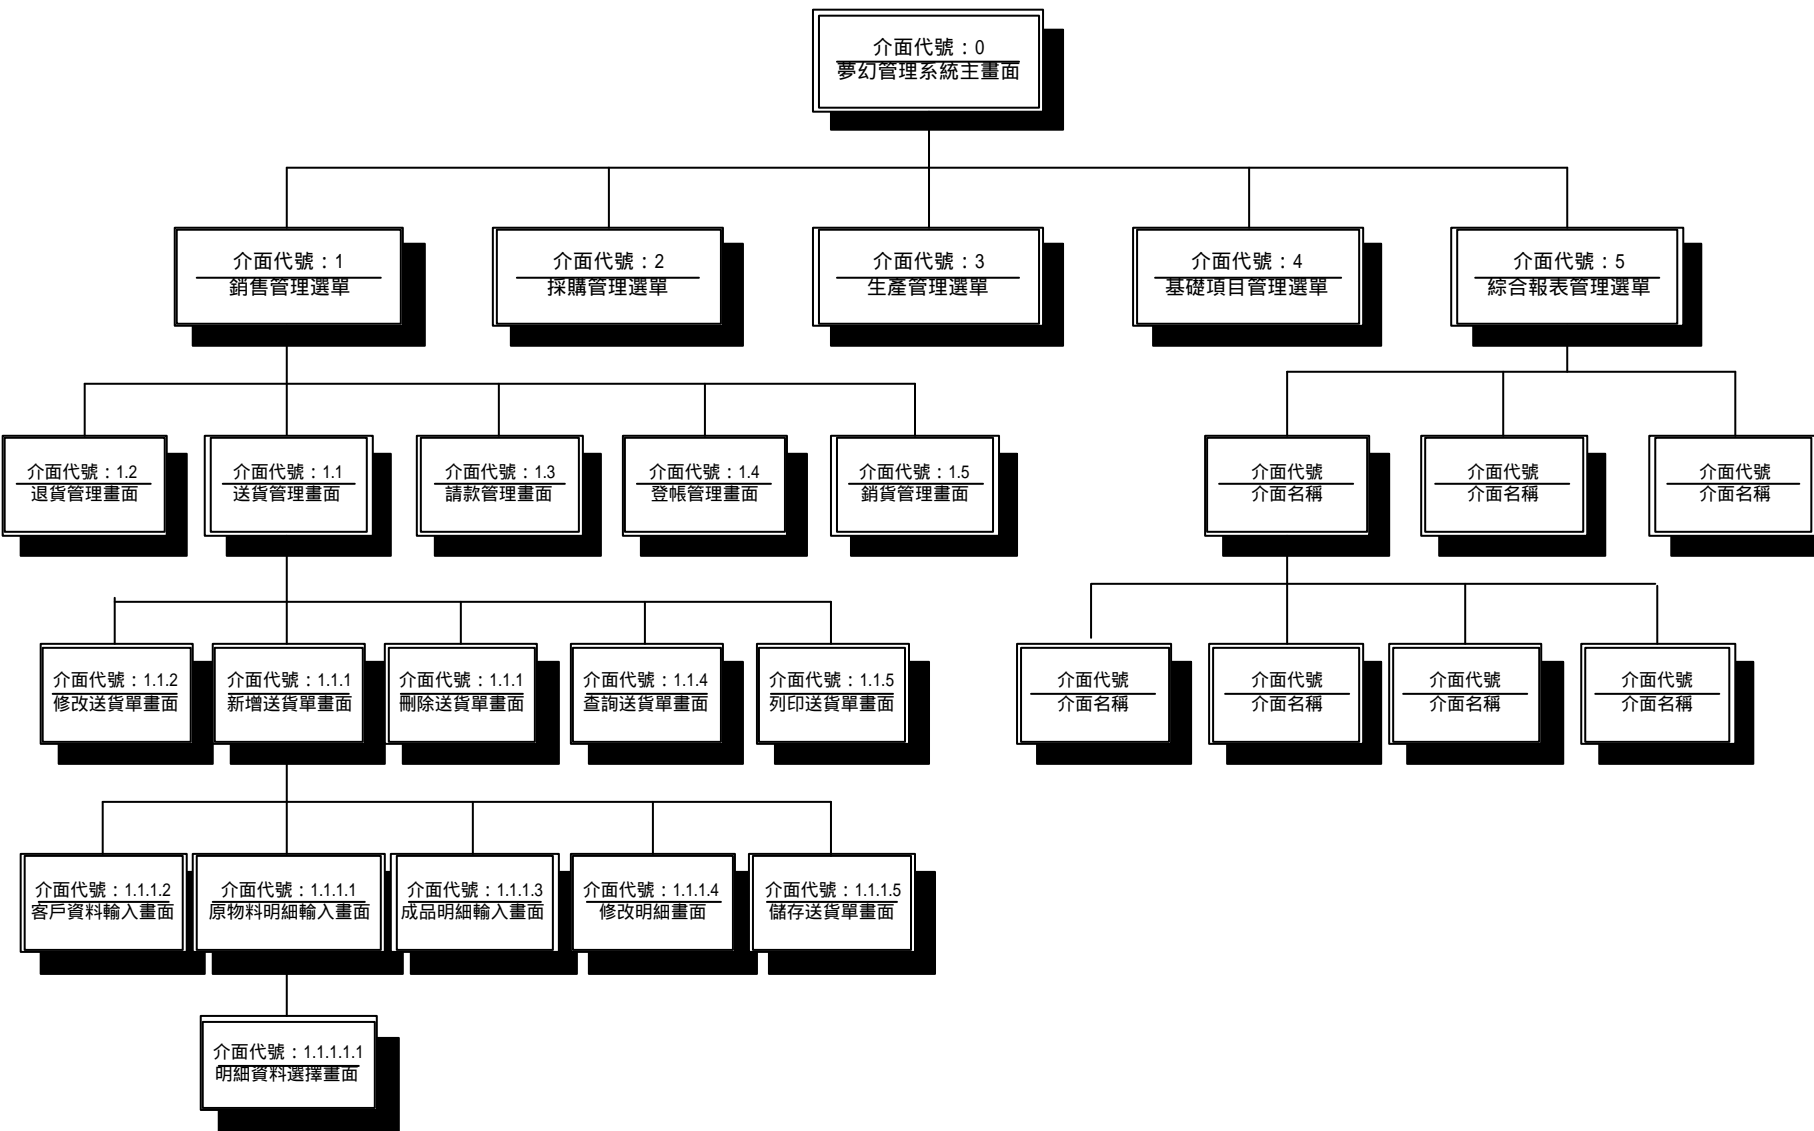 介面代號：0
夢幻管理系統主畫面
介面代號：1
銷售管理選單
介面代號：2
採購管理選單
介面代號：3
生產管理選單
介面代號：4
基礎項目管理選單
介面代號：5
綜合報表管理選單
介面代號：1.2
退貨管理畫面
介面代號：1.1
送貨管理畫面
介面代號：1.3
請款管理畫面
介面代號：1.4
登帳管理畫面
介面代號：1.5
銷貨管理畫面
介面代號
介面名稱
介面代號
介面名稱
介面代號
介面名稱
介面代號：1.1.2
修改送貨單畫面
介面代號：1.1.1
新增送貨單畫面
介面代號：1.1.1
刪除送貨單畫面
介面代號：1.1.4
查詢送貨單畫面
介面代號：1.1.5
列印送貨單畫面
介面代號
介面名稱
介面代號
介面名稱
介面代號
介面名稱
介面代號
介面名稱
介面代號：1.1.1.2
客戶資料輸入畫面
介面代號：1.1.1.1
原物料明細輸入畫面
介面代號：1.1.1.3
成品明細輸入畫面
介面代號：1.1.1.4
修改明細畫面
介面代號：1.1.1.5
儲存送貨單畫面
介面代號：1.1.1.1.1
明細資料選擇畫面